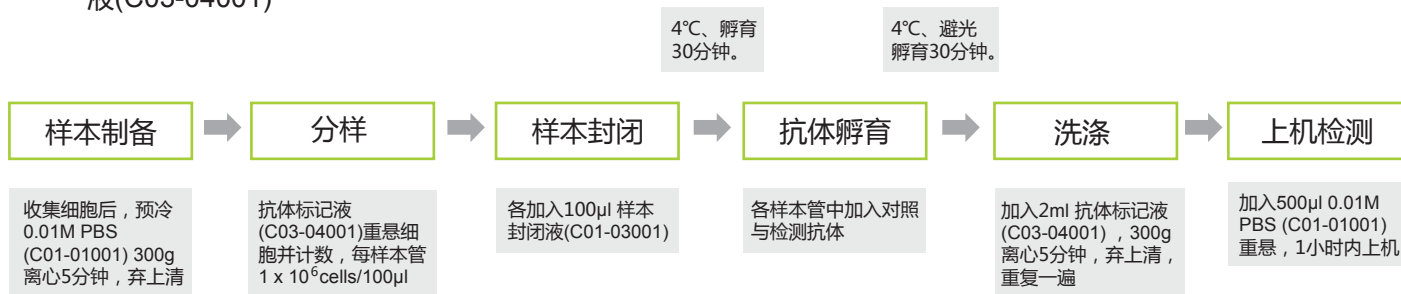 液(C03-04001)
4℃、孵育
30分钟。
4℃、避光
孵育30分钟。
样本制备
分样
样本封闭
抗体孵育
洗涤
上机检测
收集细胞后，预冷
0.01M PBS
(C01-01001) 300g
离心5分钟，弃上清
抗体标记液
(C03-04001)重悬细
胞并计数，每样本管
1 x 10⁶cells/100μl
各加入100μl 样本
封闭液(C01-03001)
各样本管中加入对照
与检测抗体
加入2ml 抗体标记液
(C03-04001)，300g
离心5分钟，弃上清，
重复一遍
加入500μl 0.01M
PBS (C01-01001)
重悬，1小时内上机